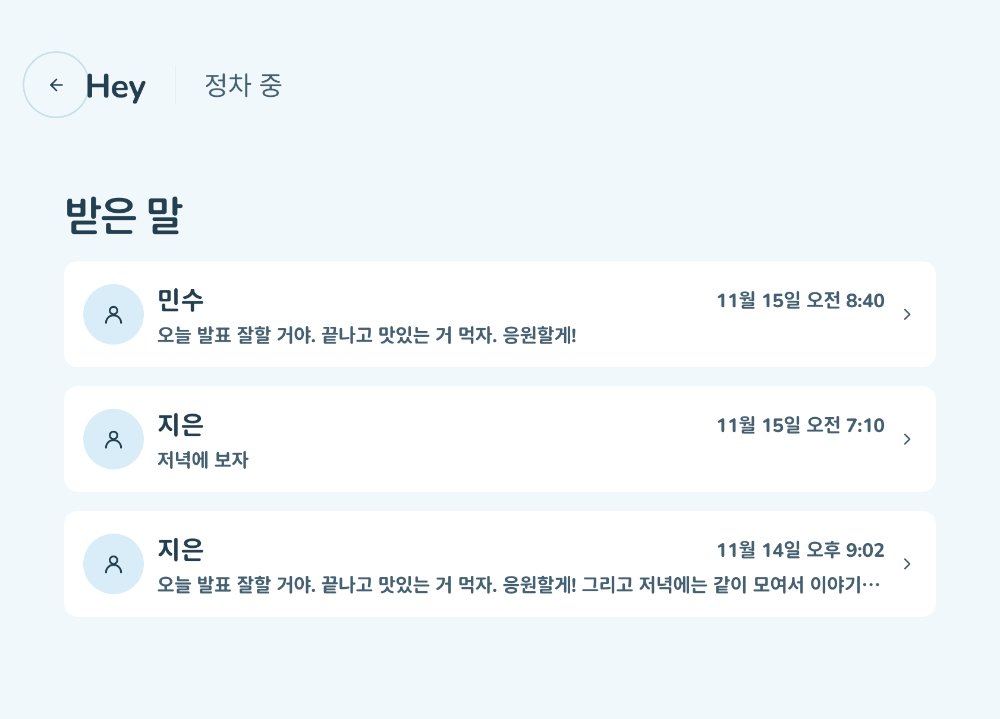 Hey 정차 중
받은 말
민수 11월 15일 오전 8:40
오늘 발표 잘할 거야. 끝나고 맛있는 거 먹자. 응원할게!
지은 11월 15일 오전 7:10
저녁에 보자
지은 11월 14일 오후 9:02
오늘 발표 잘할 거야. 끝나고 맛있는 거 먹자. 응원할게! 그리고 저녁에는 같이 모여서 이야기…